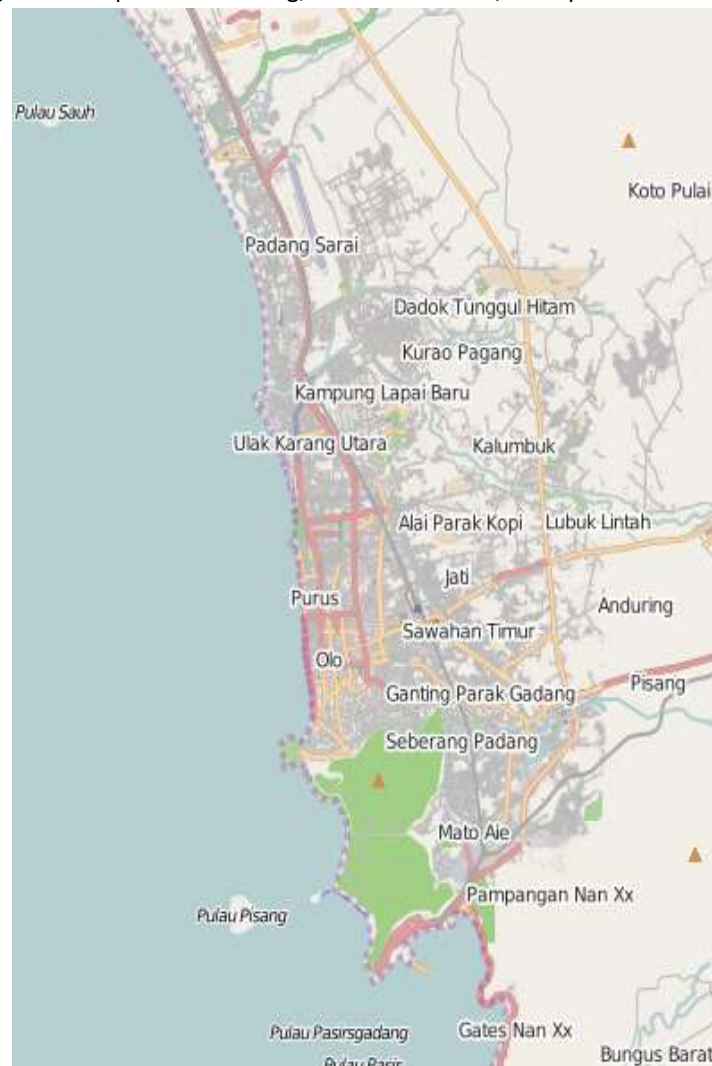 Pulau Sauh
Koto Pulai
Padang Sarai
Dadok Tunggul Hitam
Kurao Pagang
Kampung Lapai Baru
Ulak Karang Utara
Kalumbuk
Alai Parak Kopi
Lubuk Lintah
Jati
Purus
Anduring
Sawahan Timur
Olo
Pisang
Ganting Parak Gadang
Seberang Padang
Mato Aie
Pampangan Nan Xx
Pulau Pisang
Pulau Pasirsgadang
Gates Nan Xx
Bungus Barat
Pulau Pasir